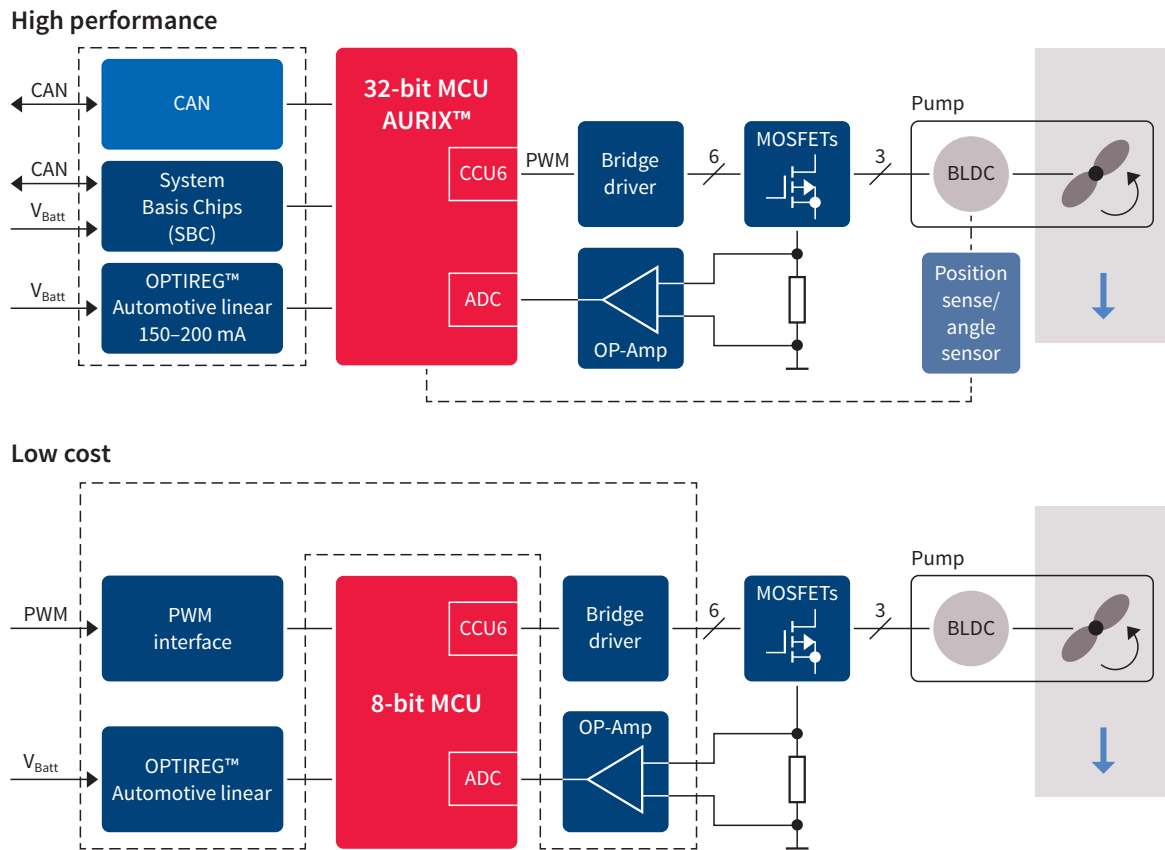 High performance
CAN
CAN
32-bit MCU
AURIX™
CCU6
PWM
Bridge
driver
6
MOSFETs
3
Pump
BLDC
CAN
V_Batt
System
Basis Chips
(SBC)
V_Batt
OPTIREG™
Automotive linear
150–200 mA
ADC
OP-Amp
Position
sense/
angle
sensor
Low cost
PWM
PWM
interface
8-bit MCU
CCU6
Bridge
driver
6
MOSFETs
3
Pump
BLDC
V_Batt
OPTIREG™
Automotive linear
ADC
OP-Amp